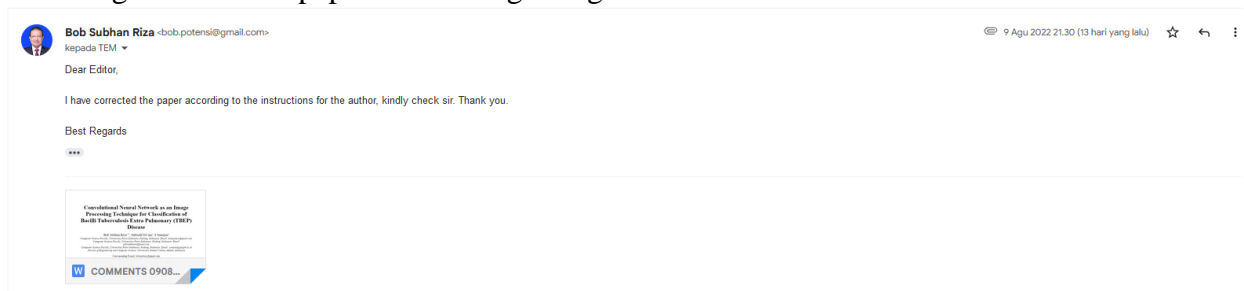 Bob Subhan Riza <bob.potensi@gmail.com>
9 Agu 2022 21.30 (13 hari yang lalu)
kepada TEM
Dear Editor,
I have corrected the paper according to the instructions for the author, kindly check sir. Thank you.
Best Regards
Convolutional Neural Network as an Image
Processing Technique for Classification of
Bacilli Tuberculosis Extra Pulmonary (TBEP)
Disease
W COMMENTS 0908...